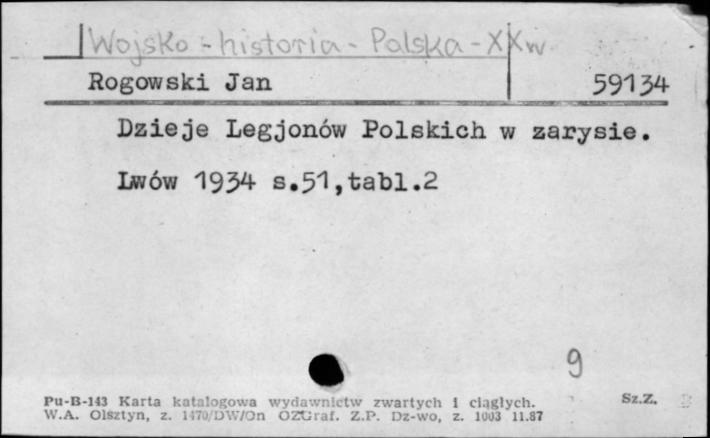 Wojsko - historia - Polska - XX w.
Rogowski Jan 59134
Dzieje Legjonów Polskich w zarysie.
Lwów 1934 s.51,tabl.2
9
Pu-B-143 Karta katalogowa wydawnictw zwartych i ciągłych. Sz.Z.
W.A. Olsztyn, z. 1470/DW/On OZGraf. Z.P. Dz-wo, z. 1003 11.87